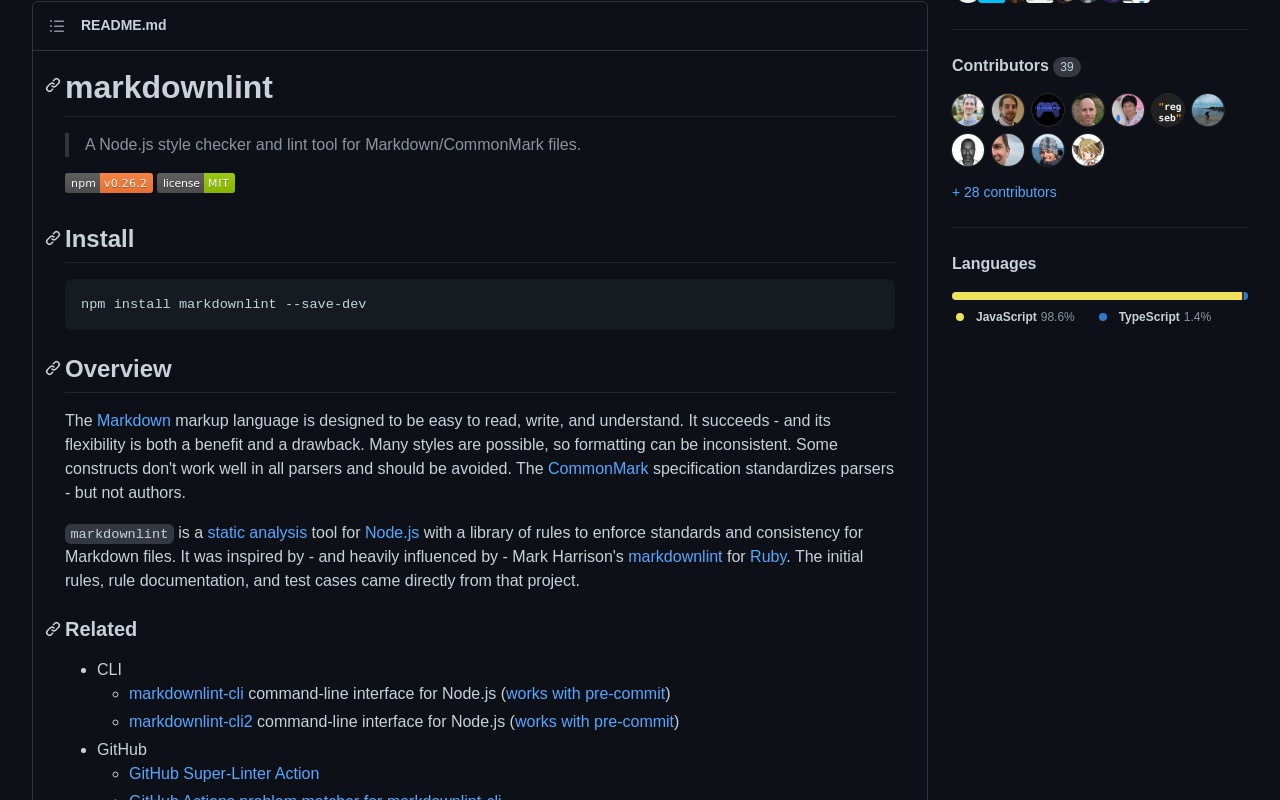 README.md
markdownlint
A Node.js style checker and lint tool for Markdown/CommonMark files.
npm v0.26.2 license MIT
Install
npm install markdownlint --save-dev
Overview
The Markdown markup language is designed to be easy to read, write, and understand. It succeeds - and its
flexibility is both a benefit and a drawback. Many styles are possible, so formatting can be inconsistent. Some
constructs don't work well in all parsers and should be avoided. The CommonMark specification standardizes parsers
- but not authors.
markdownlint is a static analysis tool for Node.js with a library of rules to enforce standards and consistency for
Markdown files. It was inspired by - and heavily influenced by - Mark Harrison's markdownlint for Ruby. The initial
rules, rule documentation, and test cases came directly from that project.
Related
CLI
markdownlint-cli command-line interface for Node.js (works with pre-commit)
markdownlint-cli2 command-line interface for Node.js (works with pre-commit)
GitHub
GitHub Super-Linter Action
GitHub Actions problem matcher for markdownlint-cli
Contributors 39
"reg
seb"
+ 28 contributors
Languages
JavaScript 98.6% TypeScript 1.4%